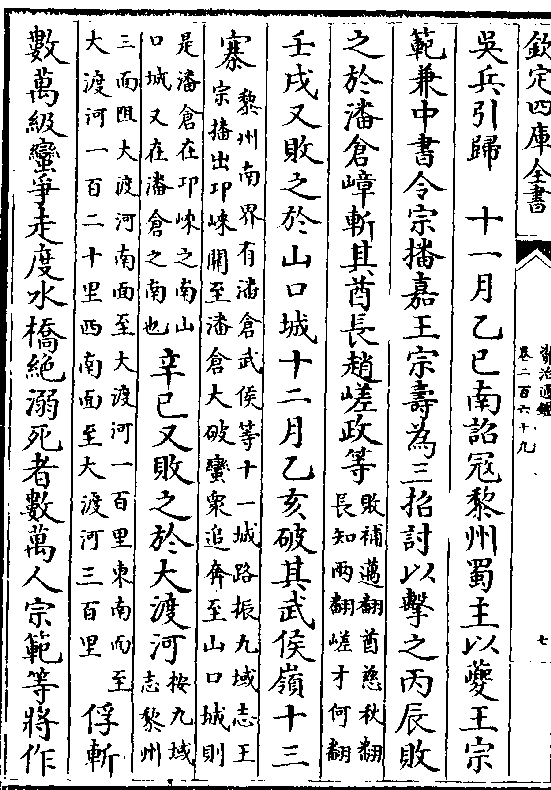 欽定四庫全書
資治通鑑
卷二百六十九
七
吳兵引歸　十一月乙巳南詔冦黎州蜀主以夔王宗
範兼中書令宗播嘉王宗壽為三招討以擊之丙辰敗
之於潘倉嶂斬其酋長趙嵯政等
敗補邁翻酋慈秋翻
長知兩翻嵯才何翻
壬戌又敗之於山口城十二月乙亥破其武侯嶺十三
寨
黎州南界有潘倉武侯等十一城路振九域志王
宗播出卭崍關至潘倉大破蠻衆追奔至山口城則
是潘倉在卭崍之南山
口城又在潘倉之南也
辛巳又敗之於大渡河
按九域
志黎州
三面阻大渡河南面至大渡河一百里東南面至
大渡河一百二十里西南面至大渡河三百里
俘斬
數萬級蠻爭走度水橋絶溺死者數萬人宗範等將作